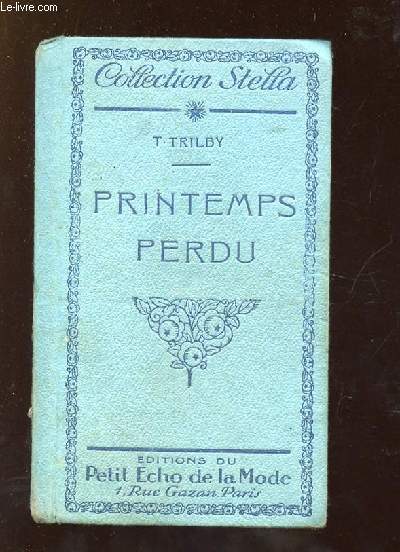 Le-livre.com
Collection Stella
T. TRILBY
PRINTEMPS
PERDU
EDITIONS DU
Petit Echo de la Mode
1, Rue Gazan Paris